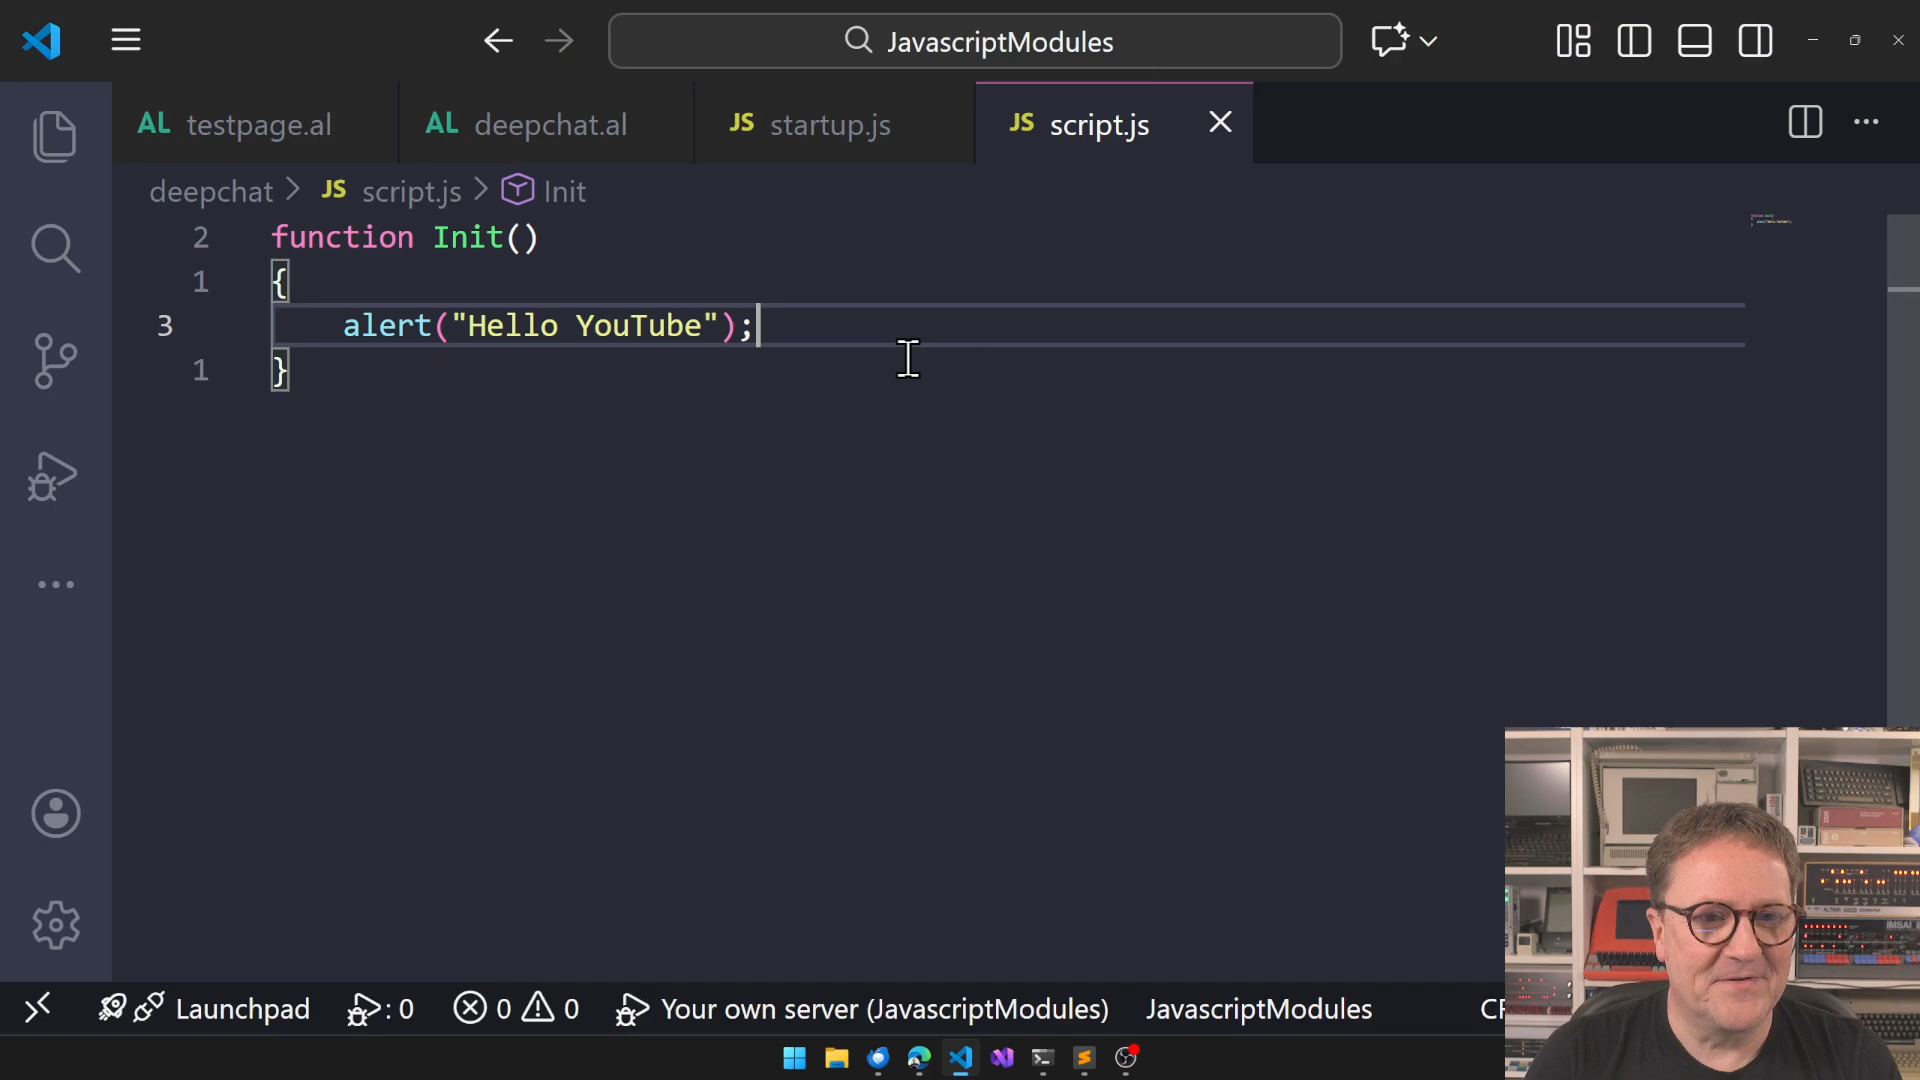 JavascriptModules
AL testpage.al
AL deepchat.al
JS startup.js
JS script.js
deepchat > JS script.js > Init
2 function Init()
1 {
3 alert("Hello YouTube");
1 }
Launchpad
: 0
0
0
Your own server (JavascriptModules)
JavascriptModules